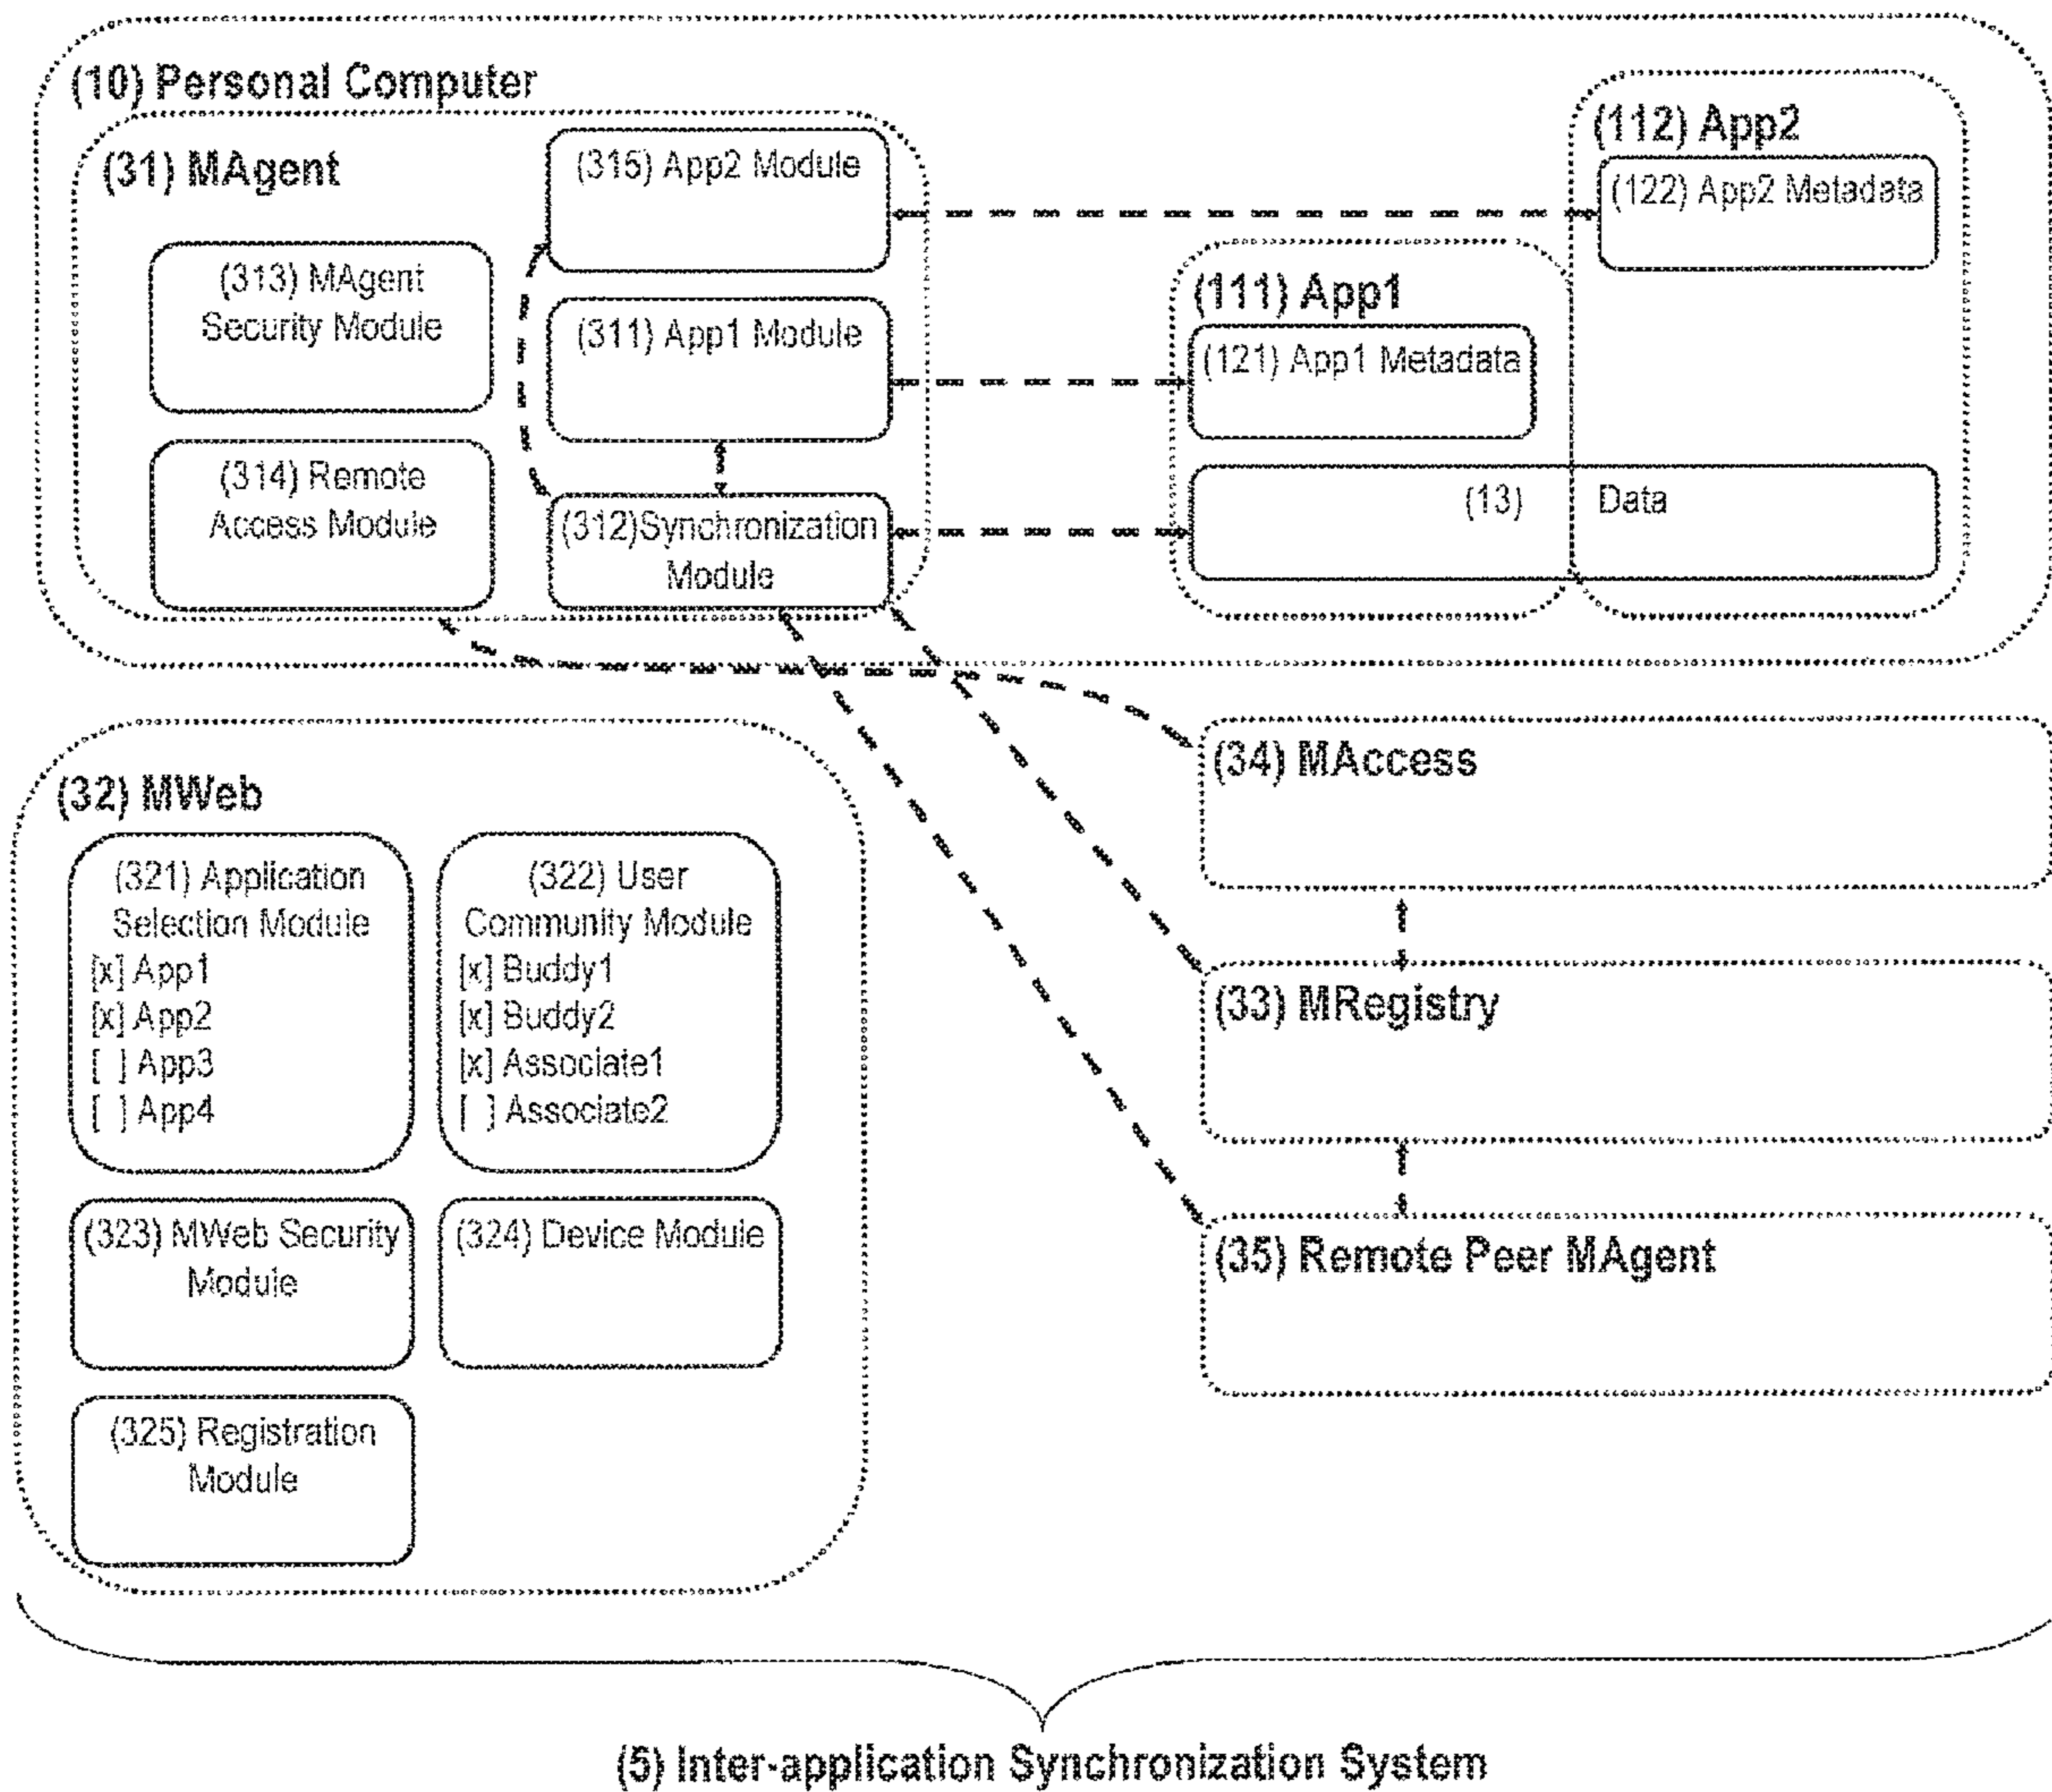 (10) Personal Computer
(31) MAgent
(315) App2 Module
(112) App2
(122) App2 Metadata
(313) MAgent
Security Module
(311) App1 Module
(111) App1
(121) App1 Metadata
(314) Remote
Access Module
(312)Synchronization
Module
(13) Data
(32) MWeb
(321) Application
Selection Module
[x] App1
[x] App2
[ ] App3
[ ] App4
(322) User
Community Module
[x] Buddy1
[x] Buddy2
[x] Associate1
[ ] Associate2
(323) MWeb Security
Module
(324) Device Module
(325) Registration
Module
(34) MAccess
(33) MRegistry
(35) Remote Peer MAgent
(5) Inter-application Synchronization System